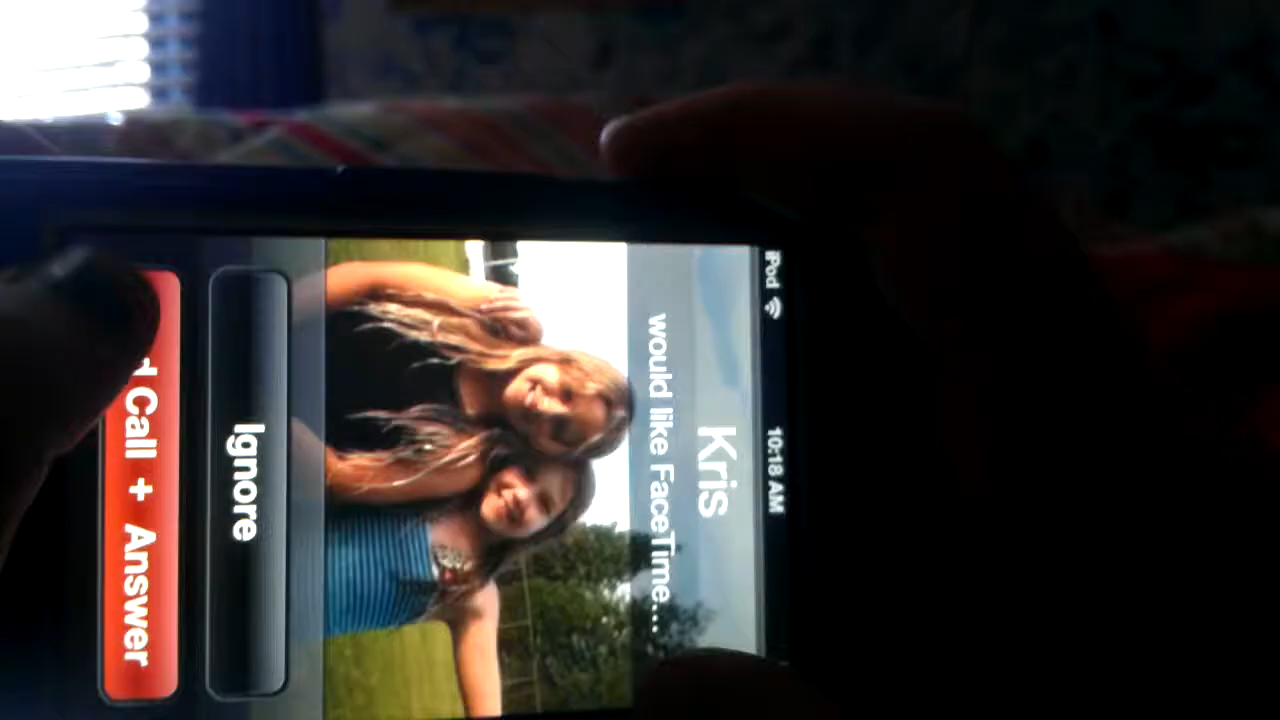 iPod 10:18 AM
Kris
would like FaceTime...
Ignore
Call + Answer